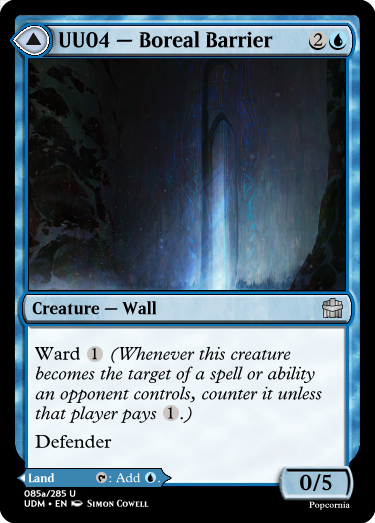 UU04 — Boreal Barrier 2
Creature — Wall
Ward 1 (Whenever this creature
becomes the target of a spell or ability
an opponent controls, counter it unless
that player pays 1.)
Defender
Land : Add .
0/5
085a/285 U
UDM • EN Simon Cowell
Popcornia